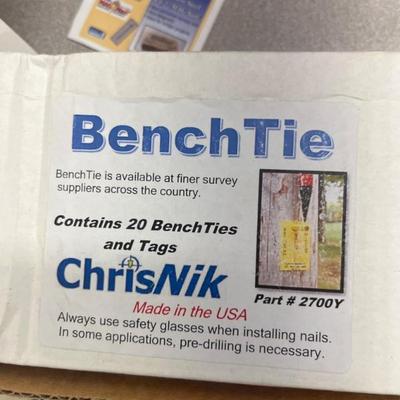 BenchTie
BenchTie is available at finer survey
suppliers across the country.
Contains 20 BenchTies
and Tags
ChrisNik
Part # 2700Y
Made in the USA
Always use safety glasses when installing nails.
In some applications, pre-drilling is necessary.